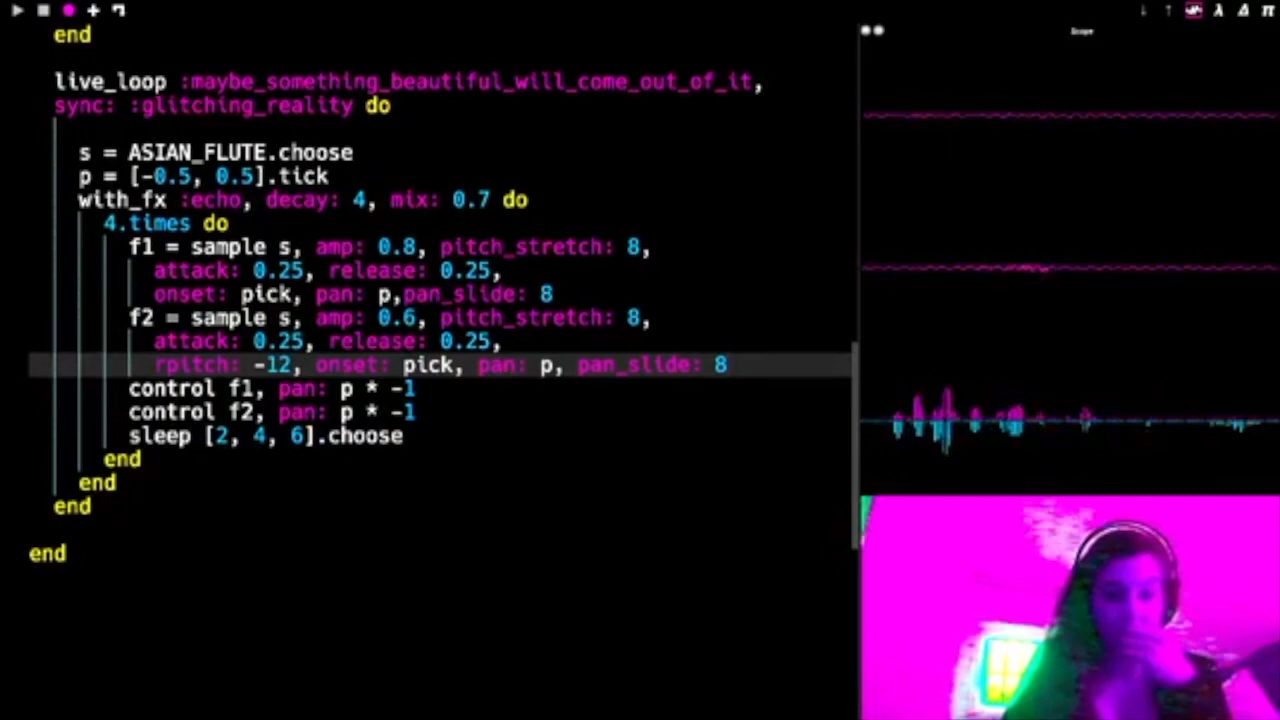 end
live_loop :maybe_something_beautiful_will_come_out_of_it,
sync: :glitching_reality do
s = ASIAN_FLUTE.choose
p = [-0.5, 0.5].tick
with_fx :echo, decay: 4, mix: 0.7 do
4.times do
f1 = sample s, amp: 0.8, pitch_stretch: 8,
attack: 0.25, release: 0.25,
onset: pick, pan: p,pan_slide: 8
f2 = sample s, amp: 0.6, pitch_stretch: 8,
attack: 0.25, release: 0.25,
rpitch: -12, onset: pick, pan: p, pan_slide: 8
control f1, pan: p * -1
control f2, pan: p * -1
sleep [2, 4, 6].choose
end
end
end
end
Scope